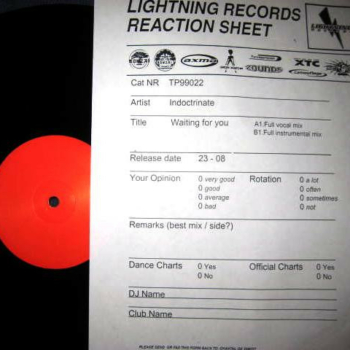 LIGHTNING RECORDS
REACTION SHEET
axmo
XTC
Cat NR TP99022
Artist Indoctrinate
Title Waiting for you A1.Full vocal mix
B1.Full instrumental mix
Release date 23 - 08
Your Opinion 0 very good Rotation 0 a lot
0 good 0 often
0 average 0 sometimes
0 bad 0 not
Remarks (best mix / side?)
Dance Charts 0 Yes Official Charts 0 Yes
0 No 0 No
DJ Name
Club Name